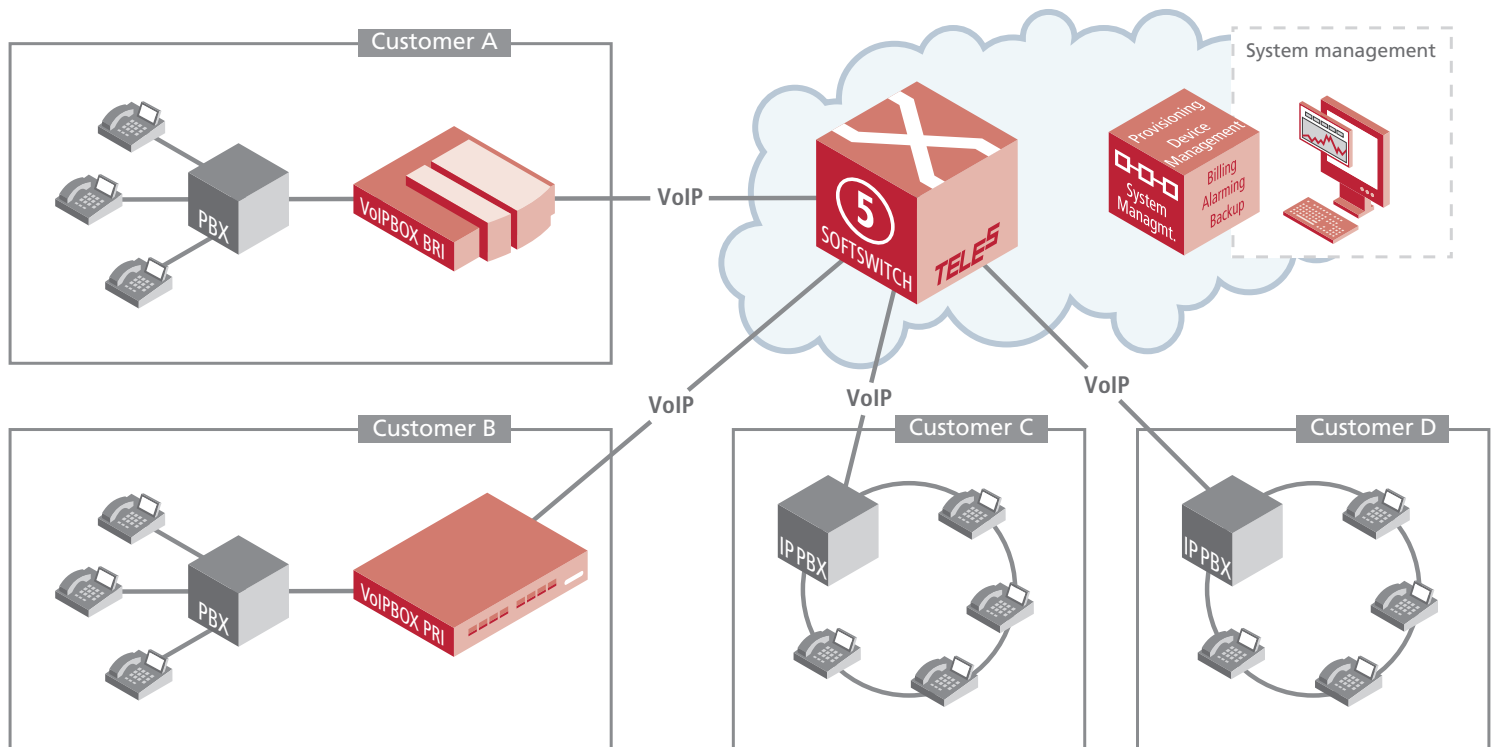 Customer A
System management
Provisioning
Device
Management
System
Managmt.
Billing
Alarming
Backup
PBX
VoIPBOX BRI
VoIP
5
SOFTSWITCH
TELES
VoIP
VoIP
VoIP
Customer B
Customer C
Customer D
PBX
VoIPBOX PRI
IP PBX
IP PBX